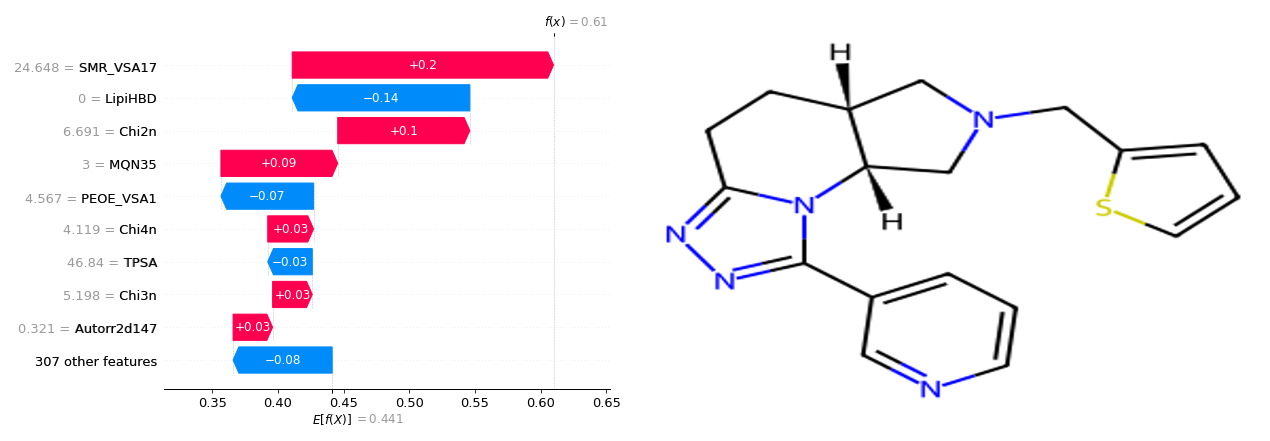 f(x) = 0.61
24.648 = SMR_VSA17
+0.2
0 = LipiHBD
−0.14
6.691 = Chi2n
+0.1
3 = MQN35
+0.09
4.567 = PEOE_VSA1
−0.07
4.119 = Chi4n
+0.03
46.84 = TPSA
−0.03
5.198 = Chi3n
+0.03
0.321 = Autorr2d147
+0.03
307 other features
−0.08
0.35 0.40 0.45 0.50 0.55 0.60 0.65
E[f(X)] = 0.441
H
N
N
S
N
H
N
N